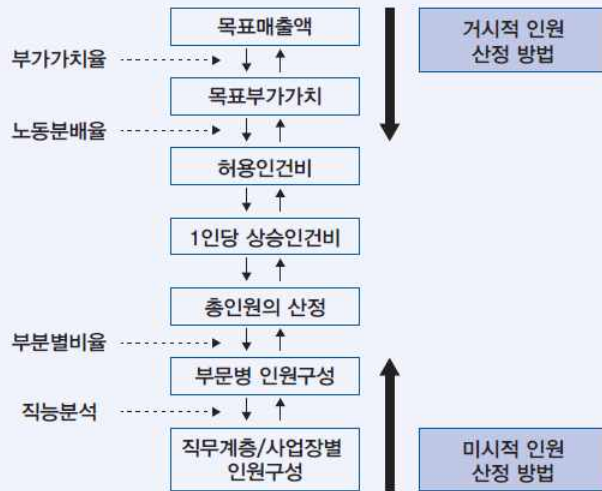 목표매출액
부가가치율
목표부가가치
노동분배율
허용인건비
1인당 상승인건비
총인원의 산정
부분별비율
부문병 인원구성
직능분석
직무계층/사업장별
인원구성
거시적 인원
산정 방법
미시적 인원
산정 방법